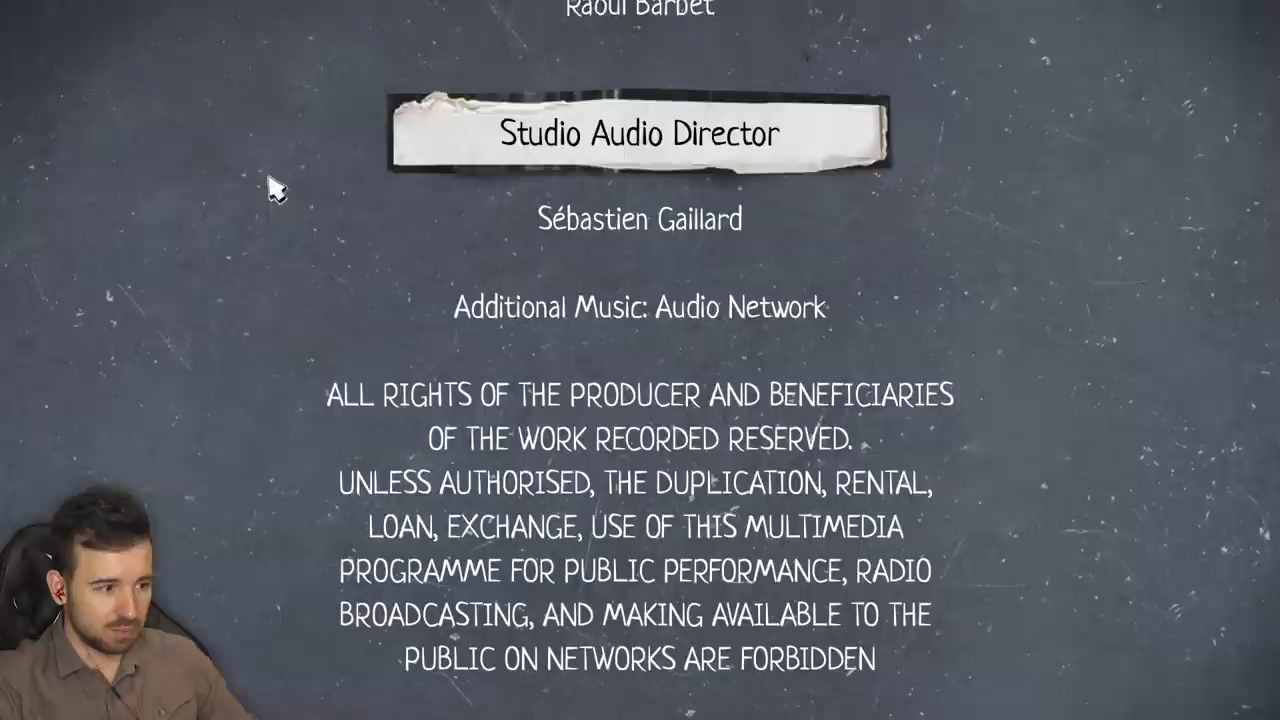 Raoul Barbet
Studio Audio Director
Sébastien Gaillard
Additional Music: Audio Network
ALL RIGHTS OF THE PRODUCER AND BENEFICIARIES
OF THE WORK RECORDED RESERVED.
UNLESS AUTHORISED, THE DUPLICATION, RENTAL,
LOAN, EXCHANGE, USE OF THIS MULTIMEDIA
PROGRAMME FOR PUBLIC PERFORMANCE, RADIO
BROADCASTING, AND MAKING AVAILABLE TO THE
PUBLIC ON NETWORKS ARE FORBIDDEN